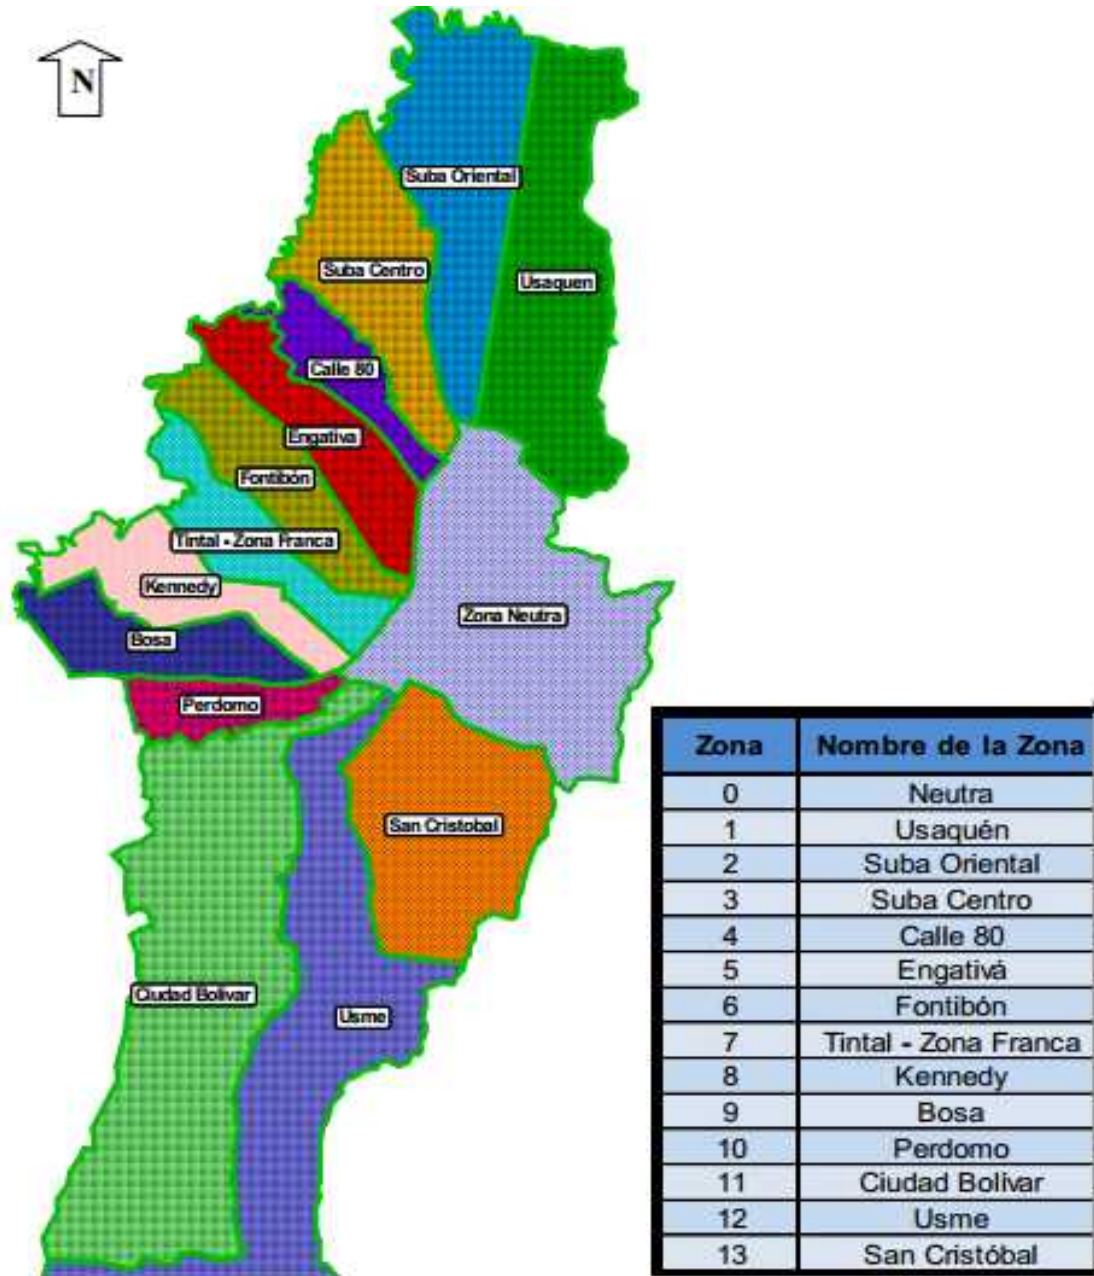 N
Suba Oriental
Suba Centro
Usaquen
Calle 80
Engativa
Fontibón
Tintal - Zona Franca
Kennedy
Zona Neutra
Bosa
Perdomo
San Cristobal
Ciudad Bolivar
Usme
Zona Nombre de la Zona
0 Neutra
1 Usaquén
2 Suba Oriental
3 Suba Centro
4 Calle 80
5 Engativá
6 Fontibón
7 Tintal - Zona Franca
8 Kennedy
9 Bosa
10 Perdomo
11 Ciudad Bolívar
12 Usme
13 San Cristóbal